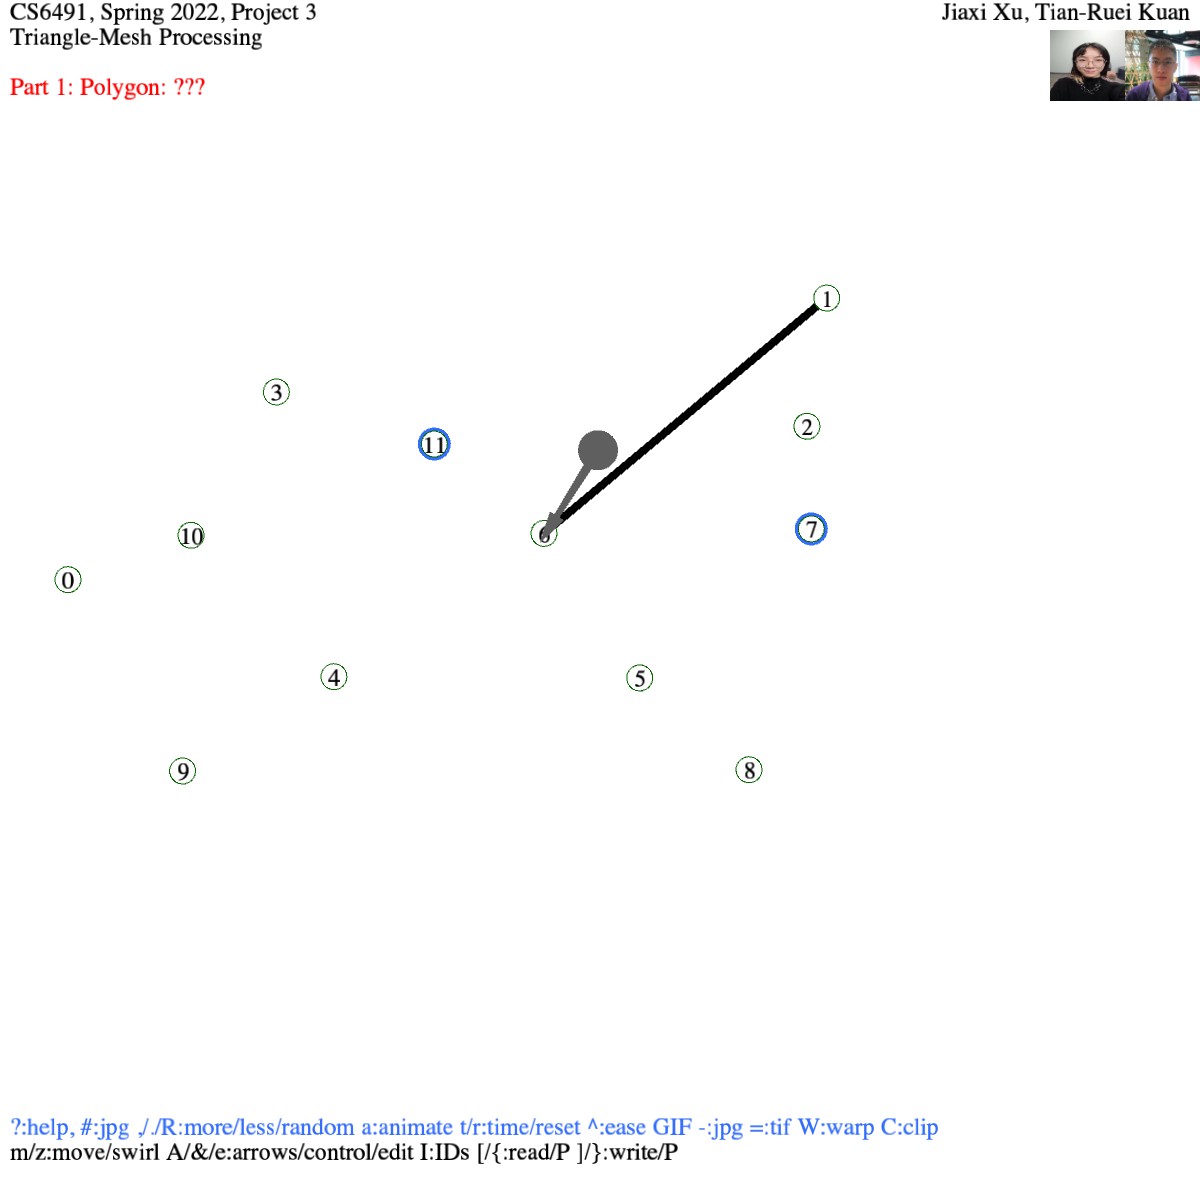 CS6491, Spring 2022, Project 3
Jiaxi Xu, Tian-Ruei Kuan
Triangle-Mesh Processing
Part 1: Polygon: ???
1
3
2
11
7
10
6
0
4
5
9
8
?:help, #:jpg ,/./R:more/less/random a:animate t/r:time/reset ^:ease GIF -:jpg =:tif W:warp C:clip
m/z:move/swirl A/&/e:arrows/control/edit I:IDs [/{:read/P ]/}:write/P